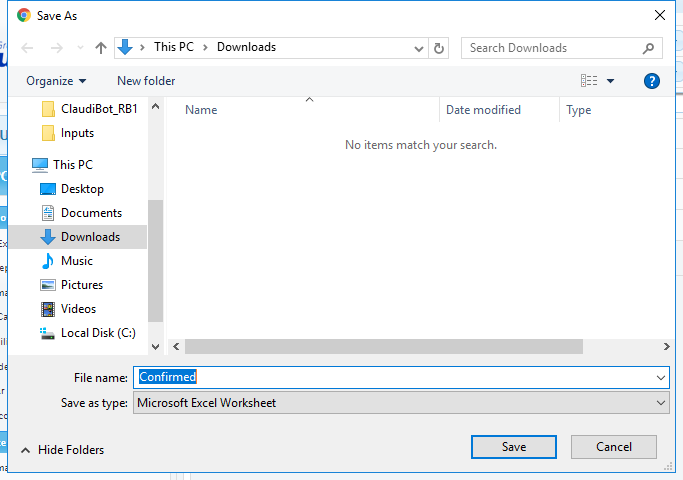 Save As
This PC > Downloads
Search Downloads
Organize
New folder
?
ClaudiBot_RB1
Inputs
This PC
Desktop
Documents
Downloads
Music
Pictures
Videos
Local Disk (C:)
Name
Date modified
Type
No items match your search.
File name: Confirmed
Save as type: Microsoft Excel Worksheet
Hide Folders
Save
Cancel